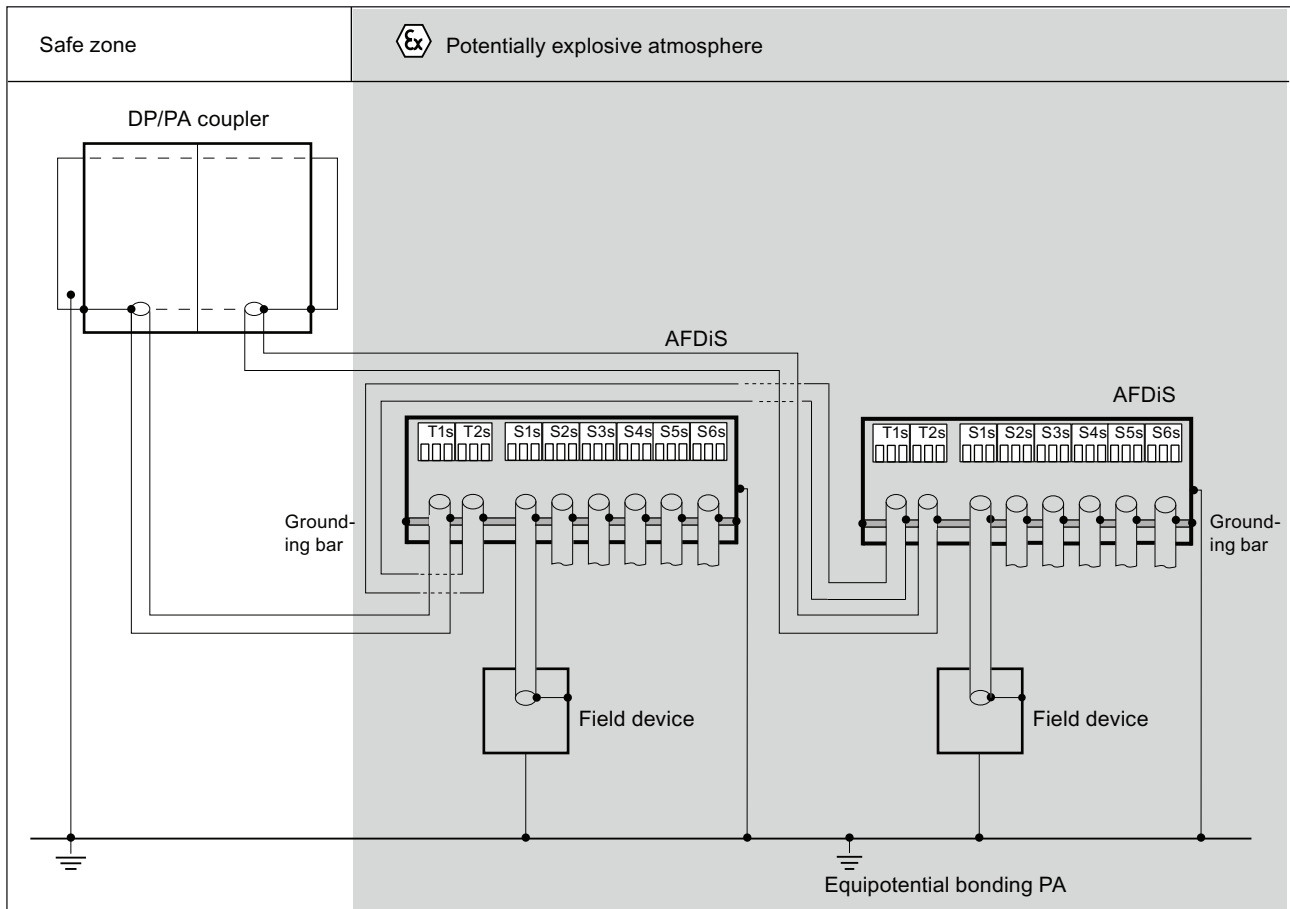 Safe zone
Ex Potentially explosive atmosphere
DP/PA coupler
AFDiS
AFDiS
T1s T2s S1s S2s S3s S4s S5s S6s
T1s T2s S1s S2s S3s S4s S5s S6s
Ground-
ing bar
Ground-
ing bar
Field device
Field device
Equipotential bonding PA